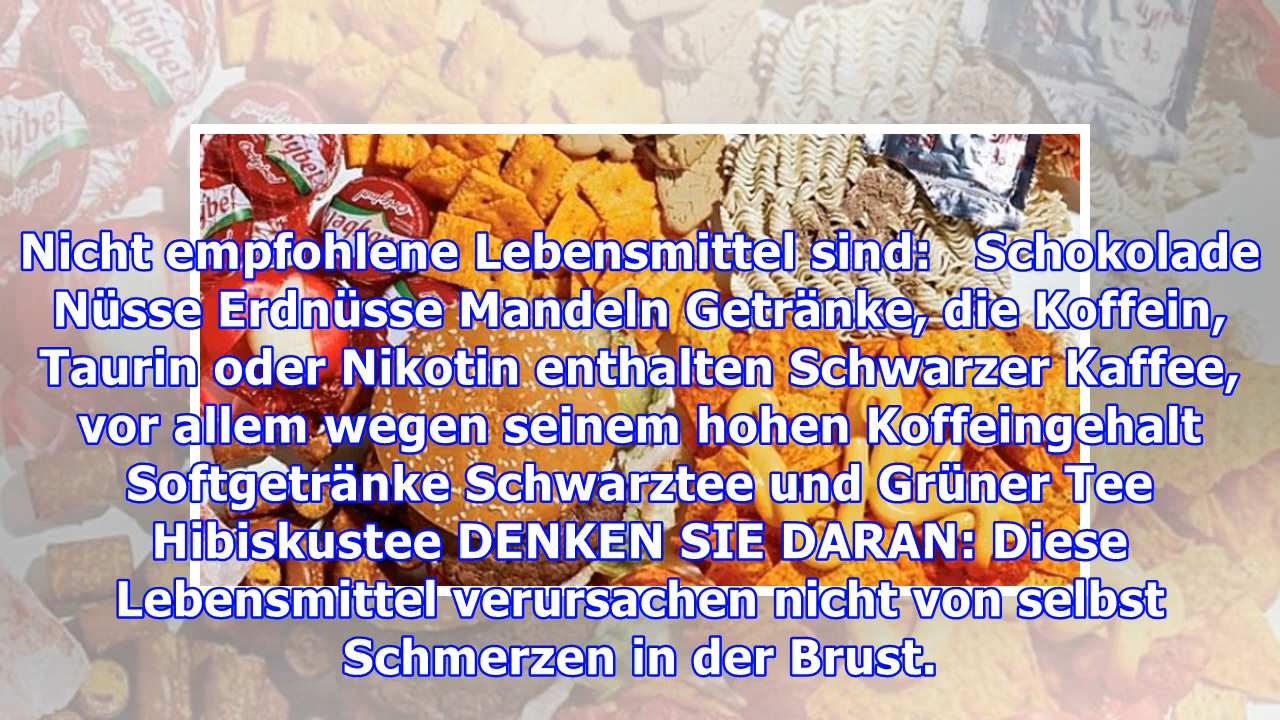 Nicht empfohlene Lebensmittel sind:   Schokolade
Nüsse Erdnüsse Mandeln Getränke, die Koffein,
Taurin oder Nikotin enthalten Schwarzer Kaffee,
vor allem wegen seinem hohen Koffeingehalt
Softgetränke Schwarztee und Grüner Tee
Hibiskustee DENKEN SIE DARAN: Diese
Lebensmittel verursachen nicht von selbst
Schmerzen in der Brust.